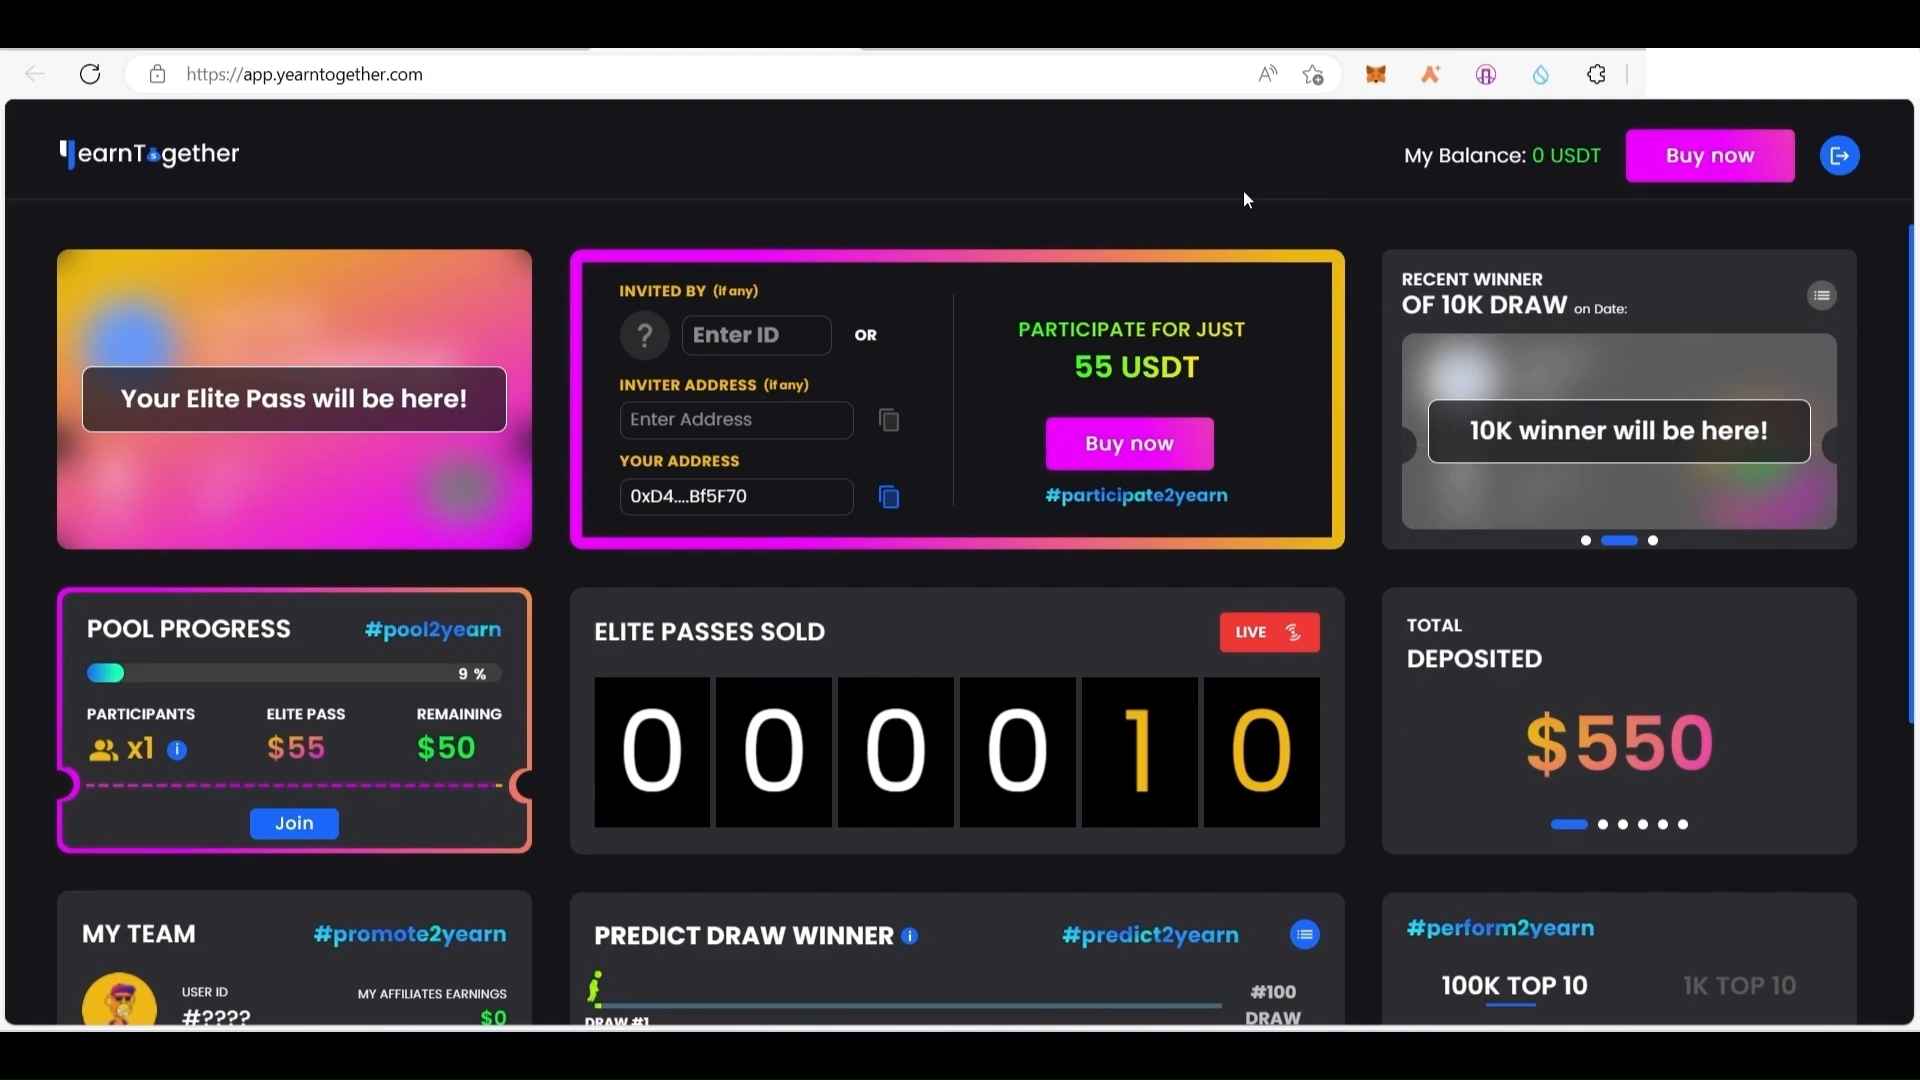 https://app.yearntogether.com
YearnTogether
My Balance: 0 USDT
Buy now
Your Elite Pass will be here!
INVITED BY (if any)
?
Enter ID
OR
INVITER ADDRESS (if any)
Enter Address
YOUR ADDRESS
0xD4....Bf5F70
PARTICIPATE FOR JUST
55 USDT
Buy now
#participate2yearn
RECENT WINNER
OF 10K DRAW on Date:
10K winner will be here!
POOL PROGRESS
#pool2yearn
9 %
PARTICIPANTS ELITE PASS REMAINING
x1 i $55 $50
Join
ELITE PASSES SOLD
LIVE
0 0 0 0 1 0
TOTAL
DEPOSITED
$550
MY TEAM
#promote2yearn
USER ID
#????
MY AFFILIATES EARNINGS
$0
PREDICT DRAW WINNER i
#predict2yearn
DRAW #1
#100
DRAW
#perform2yearn
100K TOP 10
1K TOP 10